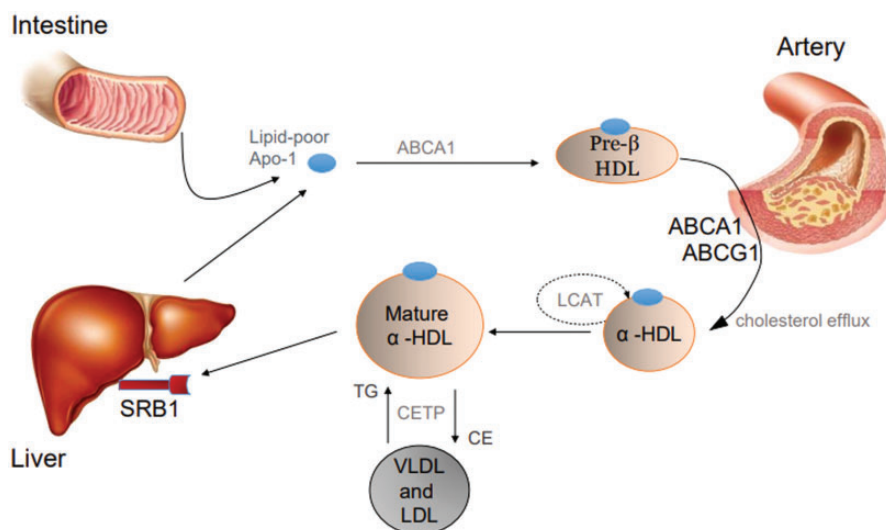 Intestine
Artery
Lipid-poor
Apo-1
ABCA1
Pre-β
HDL
ABCA1
ABCG1
LCAT
Mature
α -HDL
α -HDL
cholesterol efflux
SRB1
TG
CETP
CE
Liver
VLDL
and
LDL